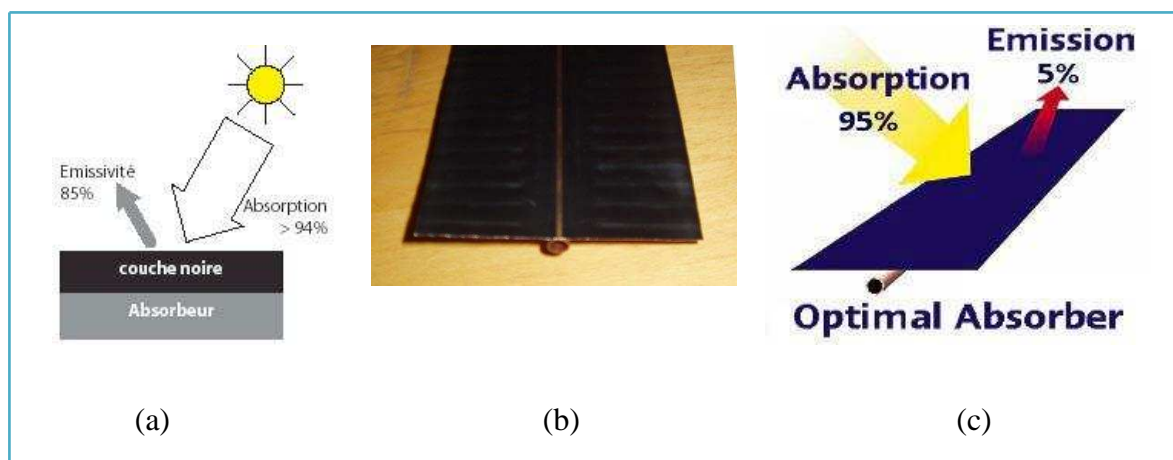 Emissivité
85%
Absorption
> 94%
couche noire
Absorbeur
Emission
5%
Absorption
95%
Optimal Absorber
(a)
(b)
(c)